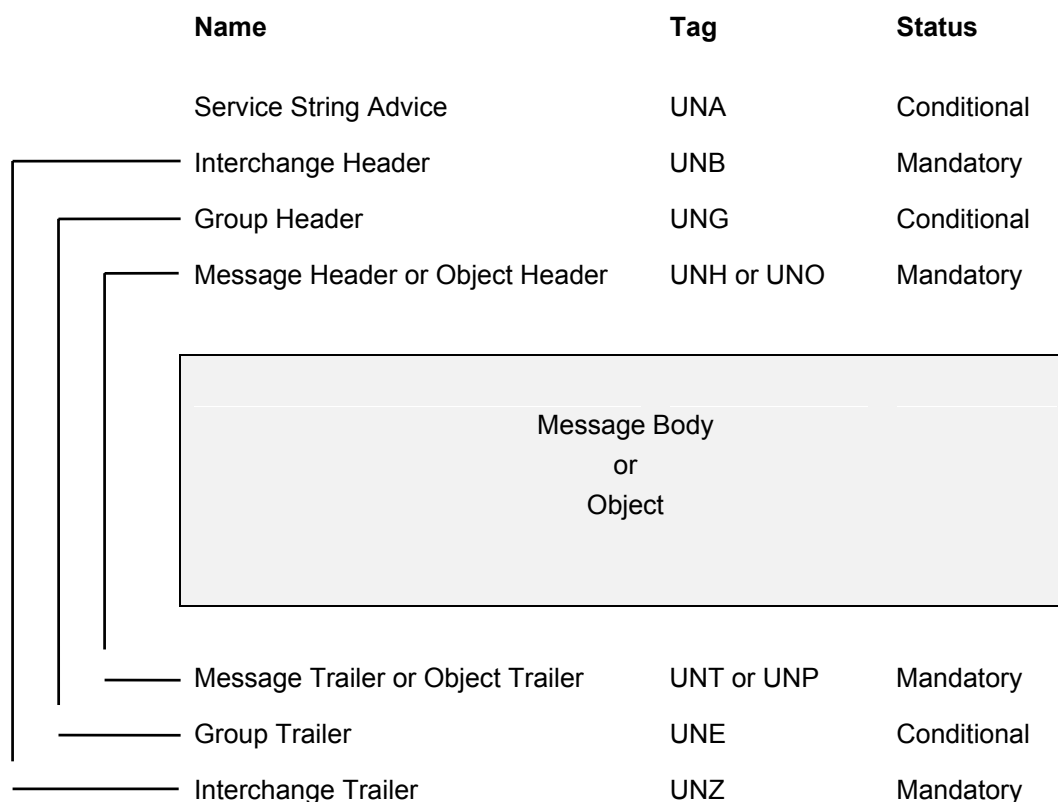 Name Tag Status
Service String Advice UNA Conditional
Interchange Header UNB Mandatory
Group Header UNG Conditional
Message Header or Object Header UNH or UNO Mandatory
Message Body
or
Object
Message Trailer or Object Trailer UNT or UNP Mandatory
Group Trailer UNE Conditional
Interchange Trailer UNZ Mandatory